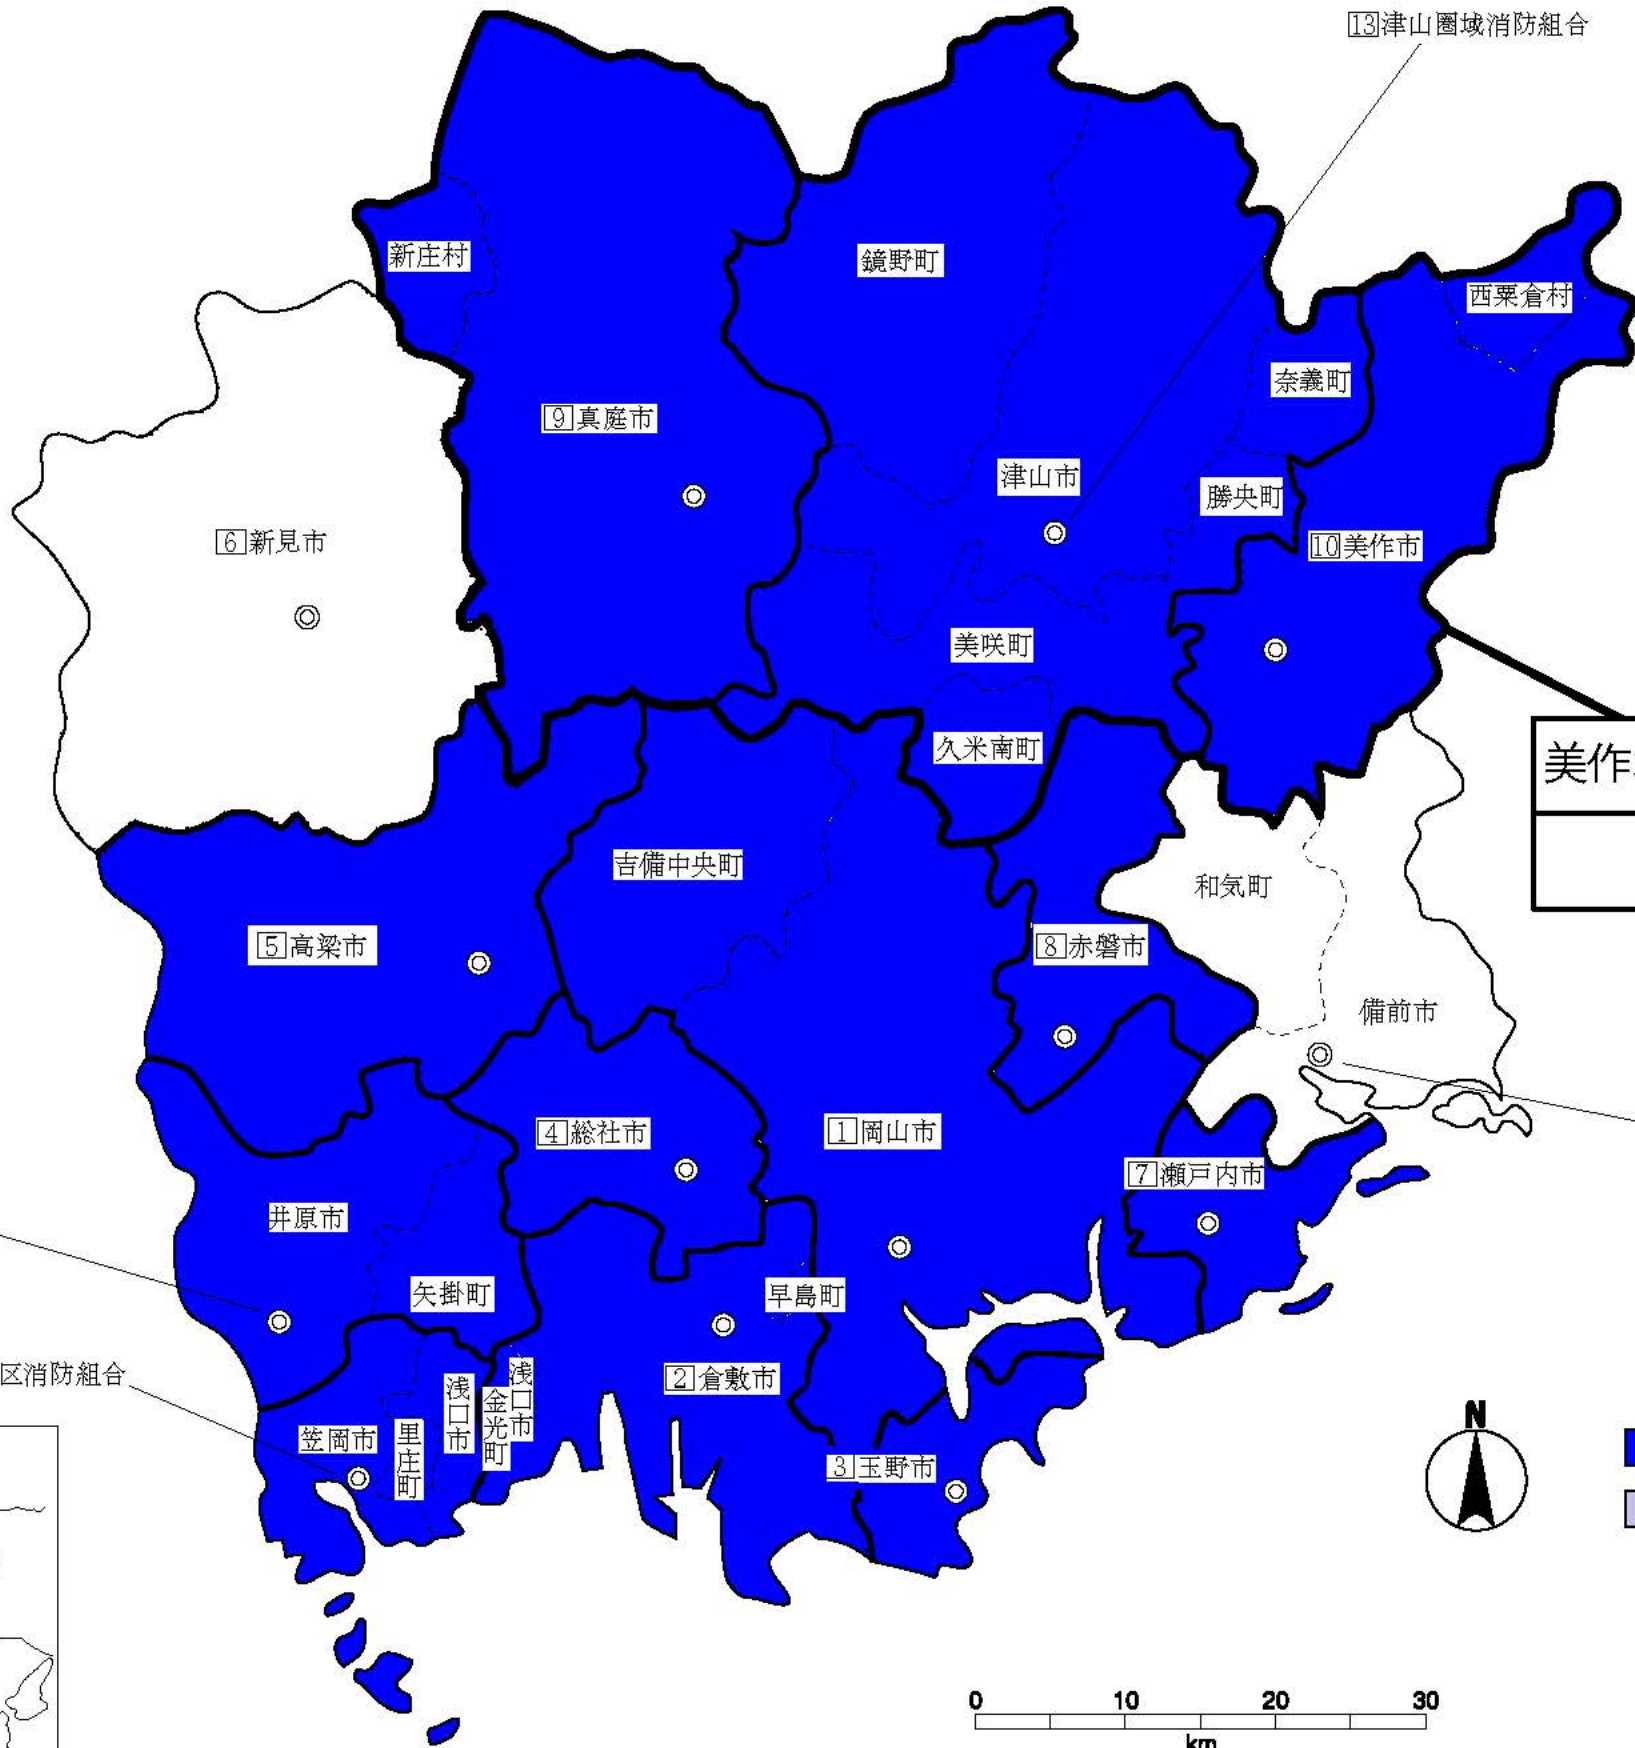 13津山圏域消防組合
新庄村
鏡野町
西粟倉村
奈義町
9真庭市
津山市
勝央町
6新見市
10美作市
美咲町
久米南町
美作
吉備中央町
和気町
5高梁市
8赤磐市
備前市
4総社市
1岡山市
7瀬戸内市
井原市
矢掛町
早島町
区消防組合
2倉敷市
浅口市
浅口市
金光町
笠岡市
里庄町
3玉野市
N
0 10 20 30
km